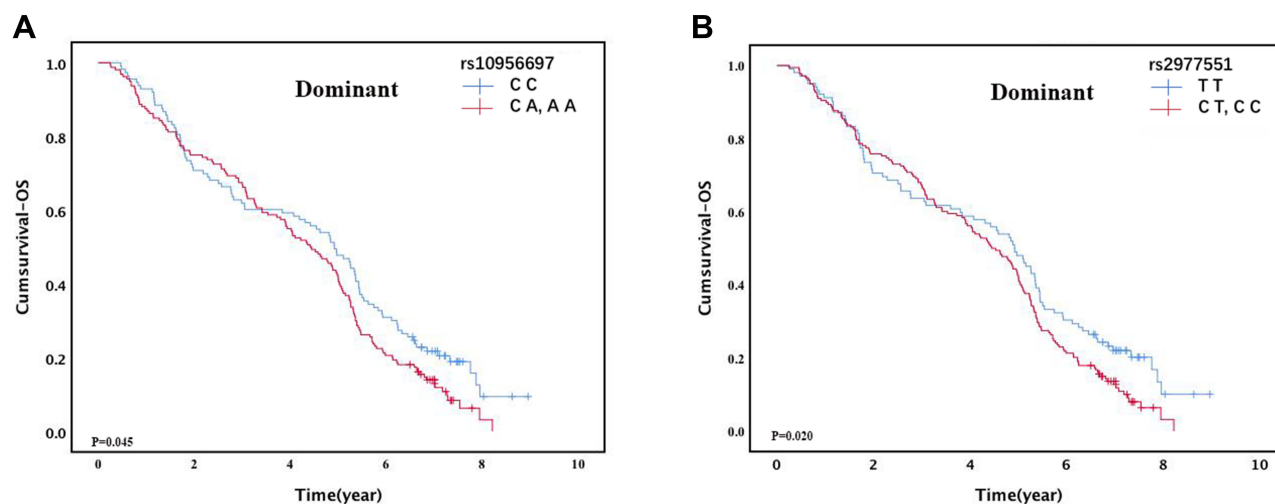 A
rs10956697
C C
C A, A A
Dominant
Cumsurvival-OS
1.0
0.8
0.6
0.4
0.2
0.0
P=0.045
0 2 4 6 8 10
Time(year)
B
rs2977551
T T
C T, C C
Dominant
Cumsurvival-OS
1.0
0.8
0.6
0.4
0.2
0.0
P=0.020
0 2 4 6 8 10
Time(year)